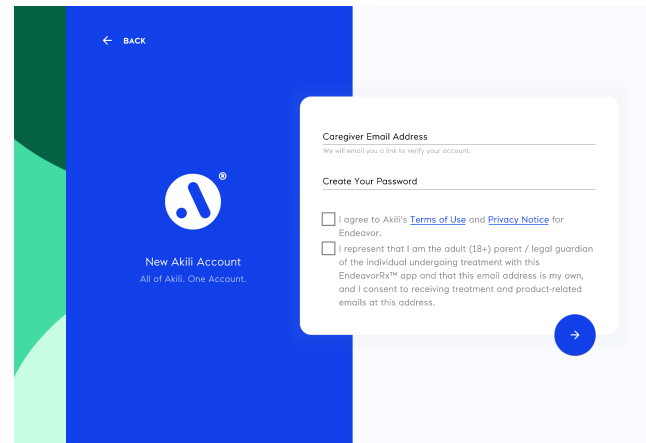 ← BACK
®
New Akili Account
All of Akili. One Account.
Caregiver Email Address
We will email you a link to verify your account.
Create Your Password
I agree to Akili's Terms of Use and Privacy Notice for
Endeavor.
I represent that I am the adult (18+) parent / legal guardian
of the individual undergoing treatment with this
EndeavorRx™ app and that this email address is my own,
and I consent to receiving treatment and product-related
emails at this address.
→